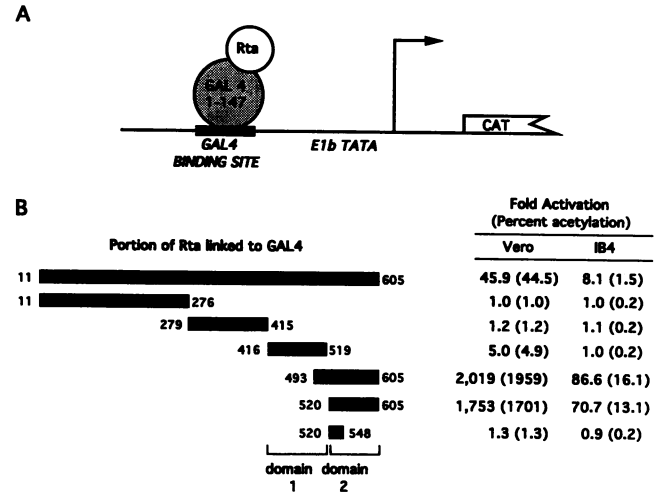 A
Rta
GAL 4
1-147
CAT
GAL4
BINDING SITE
E1b TATA
B
Fold Activation
(Percent acetylation)
Portion of Rta linked to GAL4
Vero IB4
11 605 45.9 (44.5) 8.1 (1.5)
11 276 1.0 (1.0) 1.0 (0.2)
279 415 1.2 (1.2) 1.1 (0.2)
416 519 5.0 (4.9) 1.0 (0.2)
493 605 2,019 (1959) 86.6 (16.1)
520 605 1,753 (1701) 70.7 (13.1)
520 548 1.3 (1.3) 0.9 (0.2)
domain domain
1 2